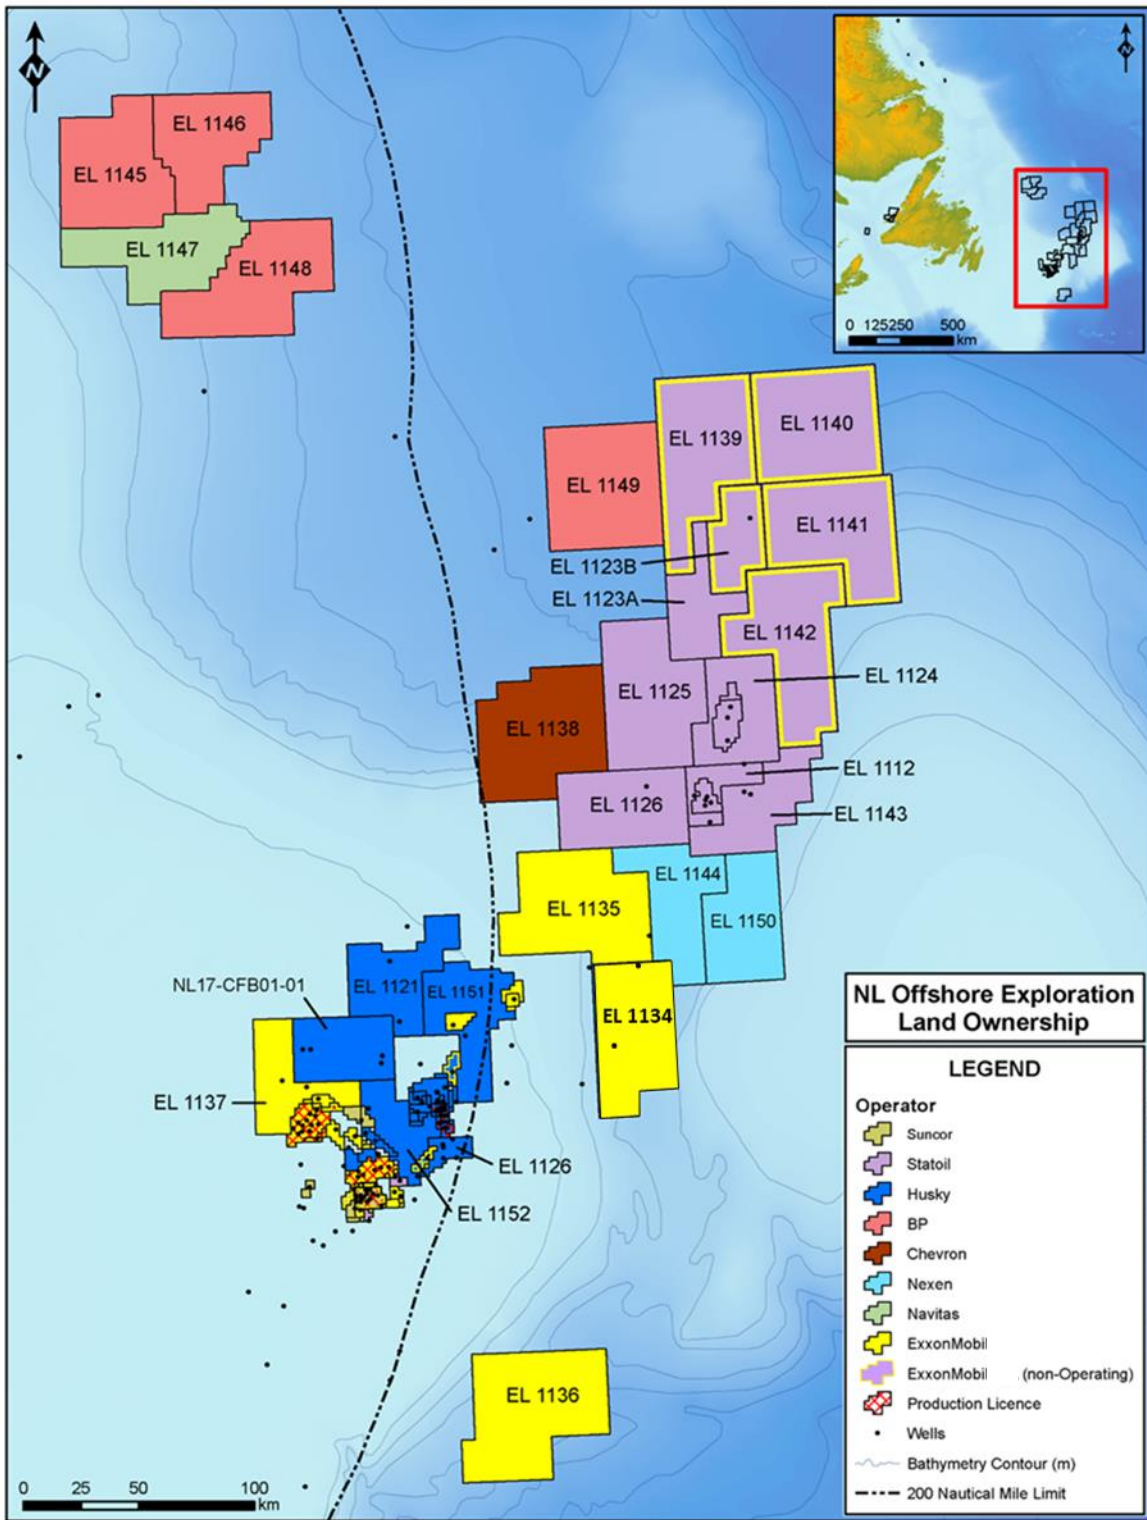 N
N
EL 1146
EL 1145
EL 1147
EL 1148
0 125250 500
km
EL 1139
EL 1140
EL 1149
EL 1141
EL 1123B
EL 1123A
EL 1142
EL 1125
EL 1124
EL 1138
EL 1112
EL 1126
EL 1143
EL 1144
EL 1135
EL 1150
NL17-CFB01-01
EL 1121
EL 1151
EL 1134
EL 1137
EL 1126
EL 1152
EL 1136
0 25 50 100
km
NL Offshore Exploration
Land Ownership
LEGEND
Operator
Suncor
Statoil
Husky
BP
Chevron
Nexen
Navitas
ExxonMobil
ExxonMobil (non-Operating)
Production Licence
Wells
Bathymetry Contour (m)
200 Nautical Mile Limit